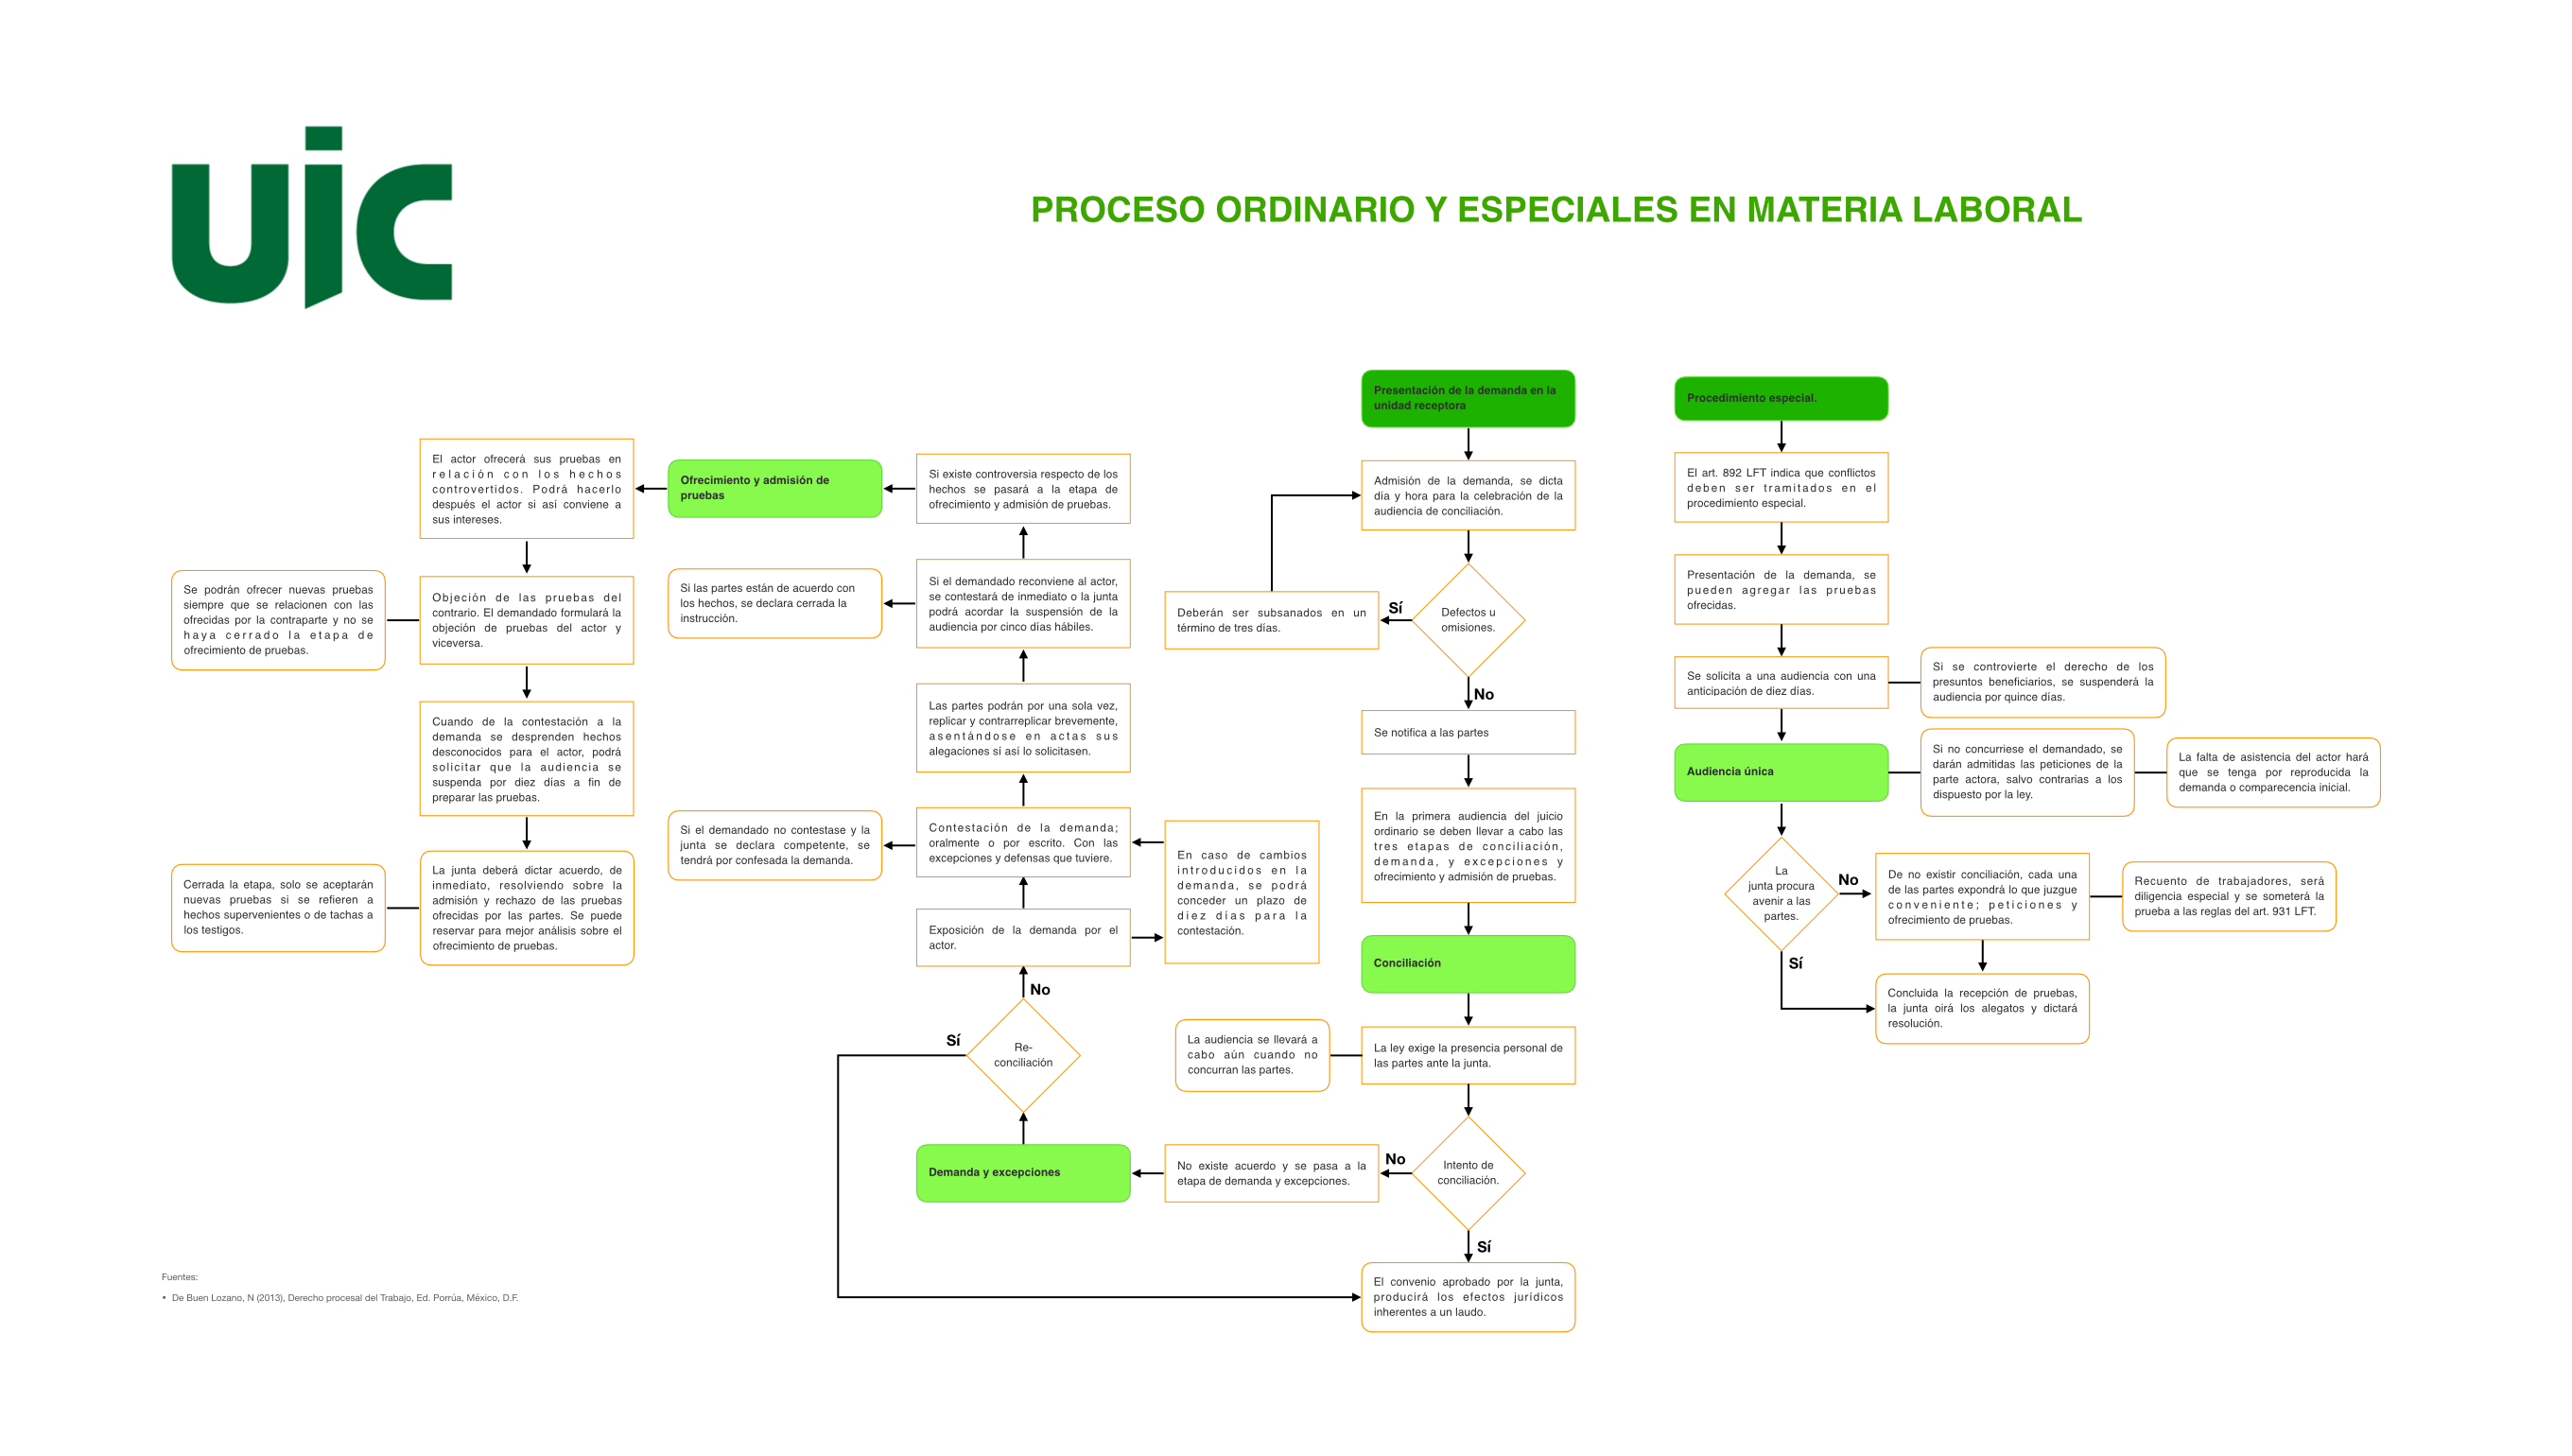 uic
PROCESO ORDINARIO Y ESPECIALES EN MATERIA LABORAL
El actor ofrecerá sus pruebas en
relación con los hechos
controvertidos. Podrá hacerlo
después el actor si así conviene a
sus intereses.
Ofrecimiento y admisión de
pruebas
Si existe controversia respecto de los
hechos se pasará a la etapa de
ofrecimiento y admisión de pruebas.
Se podrán ofrecer nuevas pruebas
siempre que se relacionen con las
ofrecidas por la contraparte y no se
haya cerrado la etapa de
ofrecimiento de pruebas.
Objeción de las pruebas del
contrario. El demandado formulará la
objeción de pruebas del actor y
viceversa.
Si las partes están de acuerdo con
los hechos, se declara cerrada la
instrucción.
Si el demandado reconviene al actor,
se contestará de inmediato o la junta
podrá acordar la suspensión de la
audiencia por cinco días hábiles.
Cuando de la contestación a la
demanda se desprenden hechos
desconocidos para el actor, podrá
solicitar que la audiencia se
suspenda por diez días a fin de
preparar las pruebas.
Las partes podrán por una sola vez,
replicar y contrarreplicar brevemente,
asentándose en actas sus
alegaciones si así lo solicitasen.
Si el demandado no contestase y la
junta se declara competente, se
tendrá por confesada la demanda.
Contestación de la demanda;
oralmente o por escrito. Con las
excepciones y defensas que tuviere.
En caso de cambios
introducidos en la
demanda, se podrá
conceder un plazo de
diez días para la
contestación.
Cerrada la etapa, solo se aceptarán
nuevas pruebas si se refieren a
hechos supervenientes o de tachas a
los testigos.
La junta deberá dictar acuerdo, de
inmediato, resolviendo sobre la
admisión y rechazo de las pruebas
ofrecidas por las partes. Se puede
reservar para mejor análisis sobre el
ofrecimiento de pruebas.
Exposición de la demanda por el
actor.
No
Sí
Re-
conciliación
Demanda y excepciones
Presentación de la demanda en la
unidad receptora
Admisión de la demanda, se dicta
día y hora para la celebración de la
audiencia de conciliación.
Deberán ser subsanados en un
término de tres días.
Sí
Defectos u
omisiones.
No
Se notifica a las partes
En la primera audiencia del juicio
ordinario se deben llevar a cabo las
tres etapas de conciliación,
demanda, y excepciones y
ofrecimiento y admisión de pruebas.
Conciliación
La audiencia se llevará a
cabo aún cuando no
concurran las partes.
La ley exige la presencia personal de
las partes ante la junta.
No existe acuerdo y se pasa a la
etapa de demanda y excepciones.
No
Intento de
conciliación.
Sí
El convenio aprobado por la junta,
producirá los efectos jurídicos
inherentes a un laudo.
Procedimiento especial.
El art. 892 LFT indica que conflictos
deben ser tramitados en el
procedimiento especial.
Presentación de la demanda, se
pueden agregar las pruebas
ofrecidas.
Se solicita a una audiencia con una
anticipación de diez días.
Si se controvierte el derecho de los
presuntos beneficiarios, se suspenderá la
audiencia por quince días.
Audiencia única
Si no concurriese el demandado, se
darán admitidas las peticiones de la
parte actora, salvo contrarias a los
dispuesto por la ley.
La falta de asistencia del actor hará
que se tenga por reproducida la
demanda o comparecencia inicial.
La
junta procura
avenir a las
partes.
No
De no existir conciliación, cada una
de las partes expondrá lo que juzgue
conveniente; peticiones y
ofrecimiento de pruebas.
Recuento de trabajadores, será
diligencia especial y se someterá la
prueba a las reglas del art. 931 LFT.
Sí
Concluida la recepción de pruebas,
la junta oirá los alegatos y dictará
resolución.
Fuentes:
• De Buen Lozano, N (2013), Derecho procesal del Trabajo, Ed. Porrúa, México, D.F.